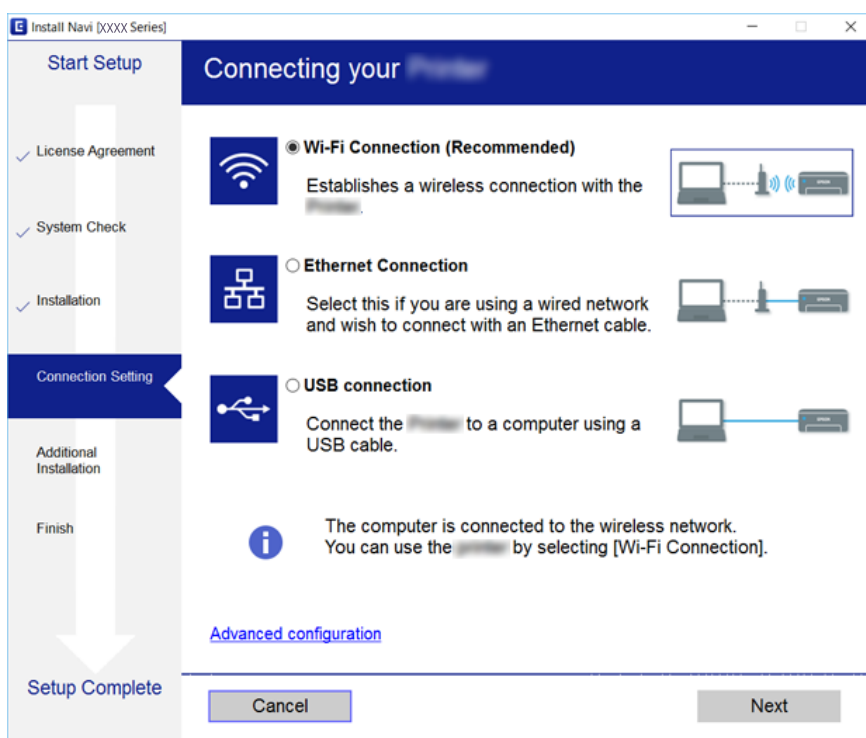 Install Navi [XXXX Series]
Start Setup
License Agreement
System Check
Installation
Connection Setting
Additional
Installation
Finish
Setup Complete
Connecting your
Wi-Fi Connection (Recommended)
Establishes a wireless connection with the
.
Ethernet Connection
Select this if you are using a wired network
and wish to connect with an Ethernet cable.
USB connection
Connect the to a computer using a
USB cable.
The computer is connected to the wireless network.
You can use the by selecting [Wi-Fi Connection].
Advanced configuration
Cancel
Next